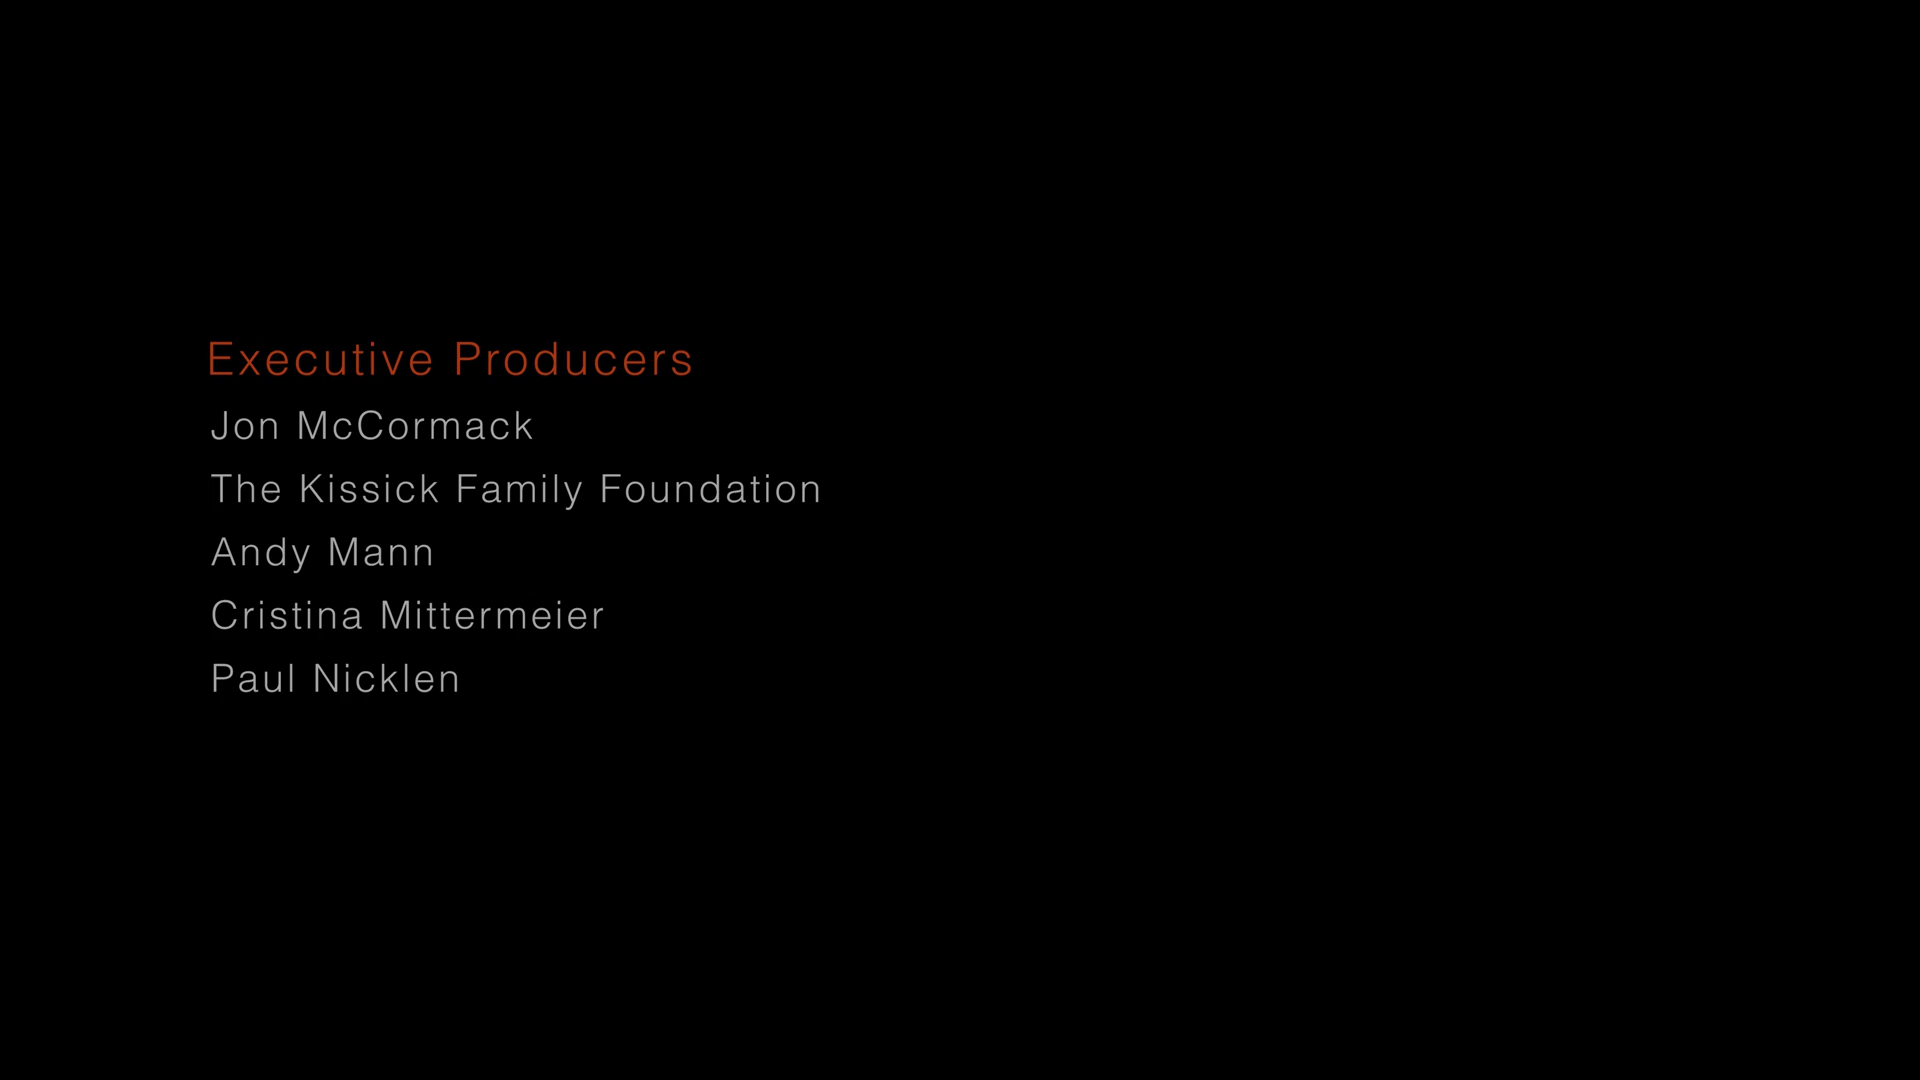 Executive Producers
Jon McCormack
The Kissick Family Foundation
Andy Mann
Cristina Mittermeier
Paul Nicklen